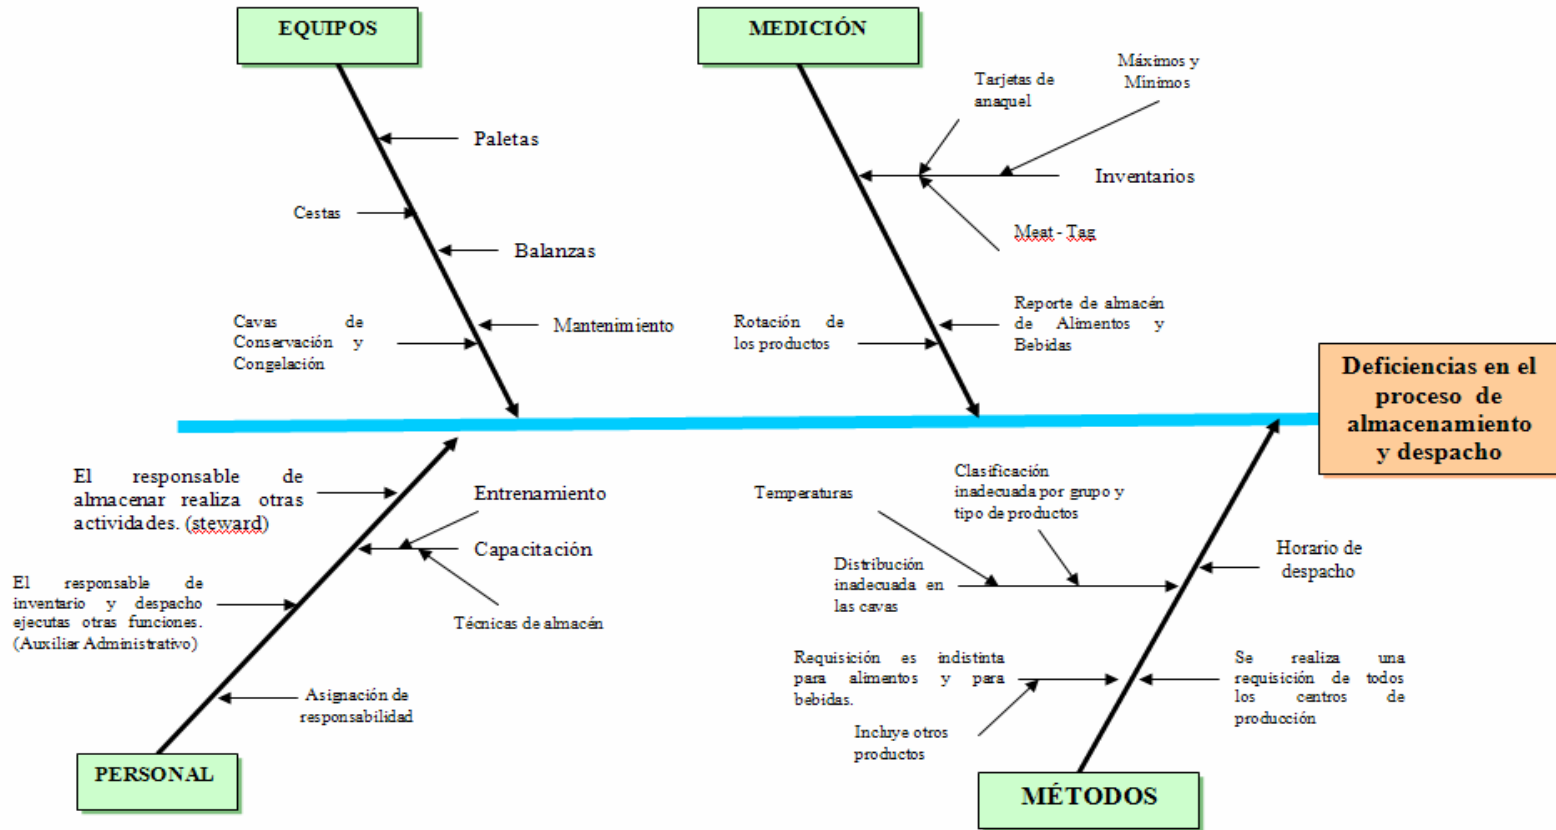 EQUIPOS
MEDICIÓN
Paletas
Cestas
Balanzas
Cavas de
Conservación y
Congelación
Mantenimiento
Tarjetas de
anaquel
Máximos y
Mínimos
Inventarios
Meat - Tag
Rotación de
los productos
Reporte de almacén
de Alimentos y
Bebidas
Deficiencias en el
proceso de
almacenamiento
y despacho
El responsable de
almacenar realiza otras
actividades. (steward)
Entrenamiento
Capacitación
Técnicas de almacén
El responsable de
inventario y despacho
ejecutas otras funciones.
(Auxiliar Administrativo)
Asignación de
responsabilidad
PERSONAL
Temperaturas
Clasificación
inadecuada por grupo y
tipo de productos
Distribución
inadecuada en
las cavas
Horario de
despacho
Requisición es indistinta
para alimentos y para
bebidas.
Incluye otros
productos
Se realiza una
requisición de todos
los centros de
producción
MÉTODOS